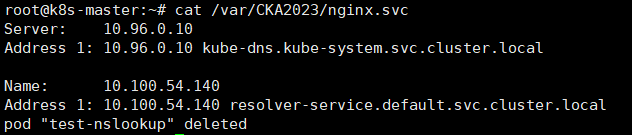 root@k8s-master:~# cat /var/CKA2023/nginx.svc
Server:    10.96.0.10
Address 1: 10.96.0.10 kube-dns.kube-system.svc.cluster.local

Name:      10.100.54.140
Address 1: 10.100.54.140 resolver-service.default.svc.cluster.local
pod "test-nslookup" deleted